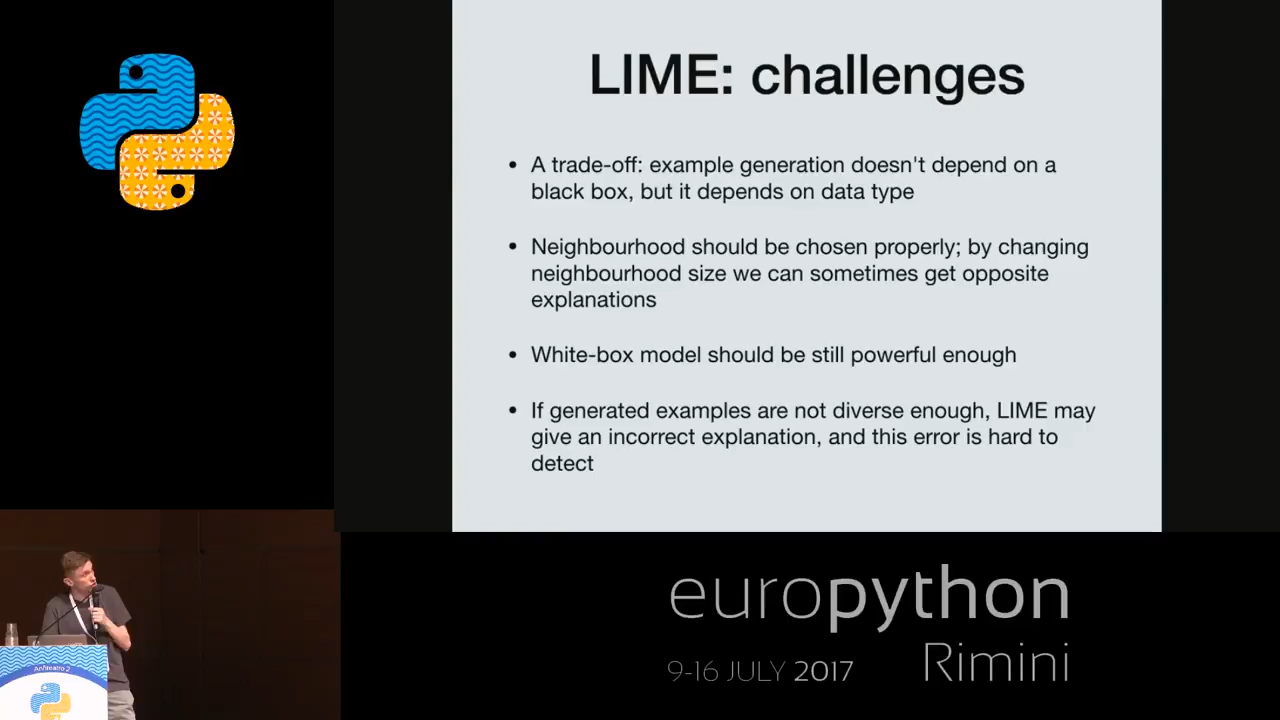 LIME: challenges
• A trade-off: example generation doesn't depend on a
black box, but it depends on data type
• Neighbourhood should be chosen properly; by changing
neighbourhood size we can sometimes get opposite
explanations
• White-box model should be still powerful enough
• If generated examples are not diverse enough, LIME may
give an incorrect explanation, and this error is hard to
detect
Anfiteatro 2
europython
Rimini
9-16 JULY 2017